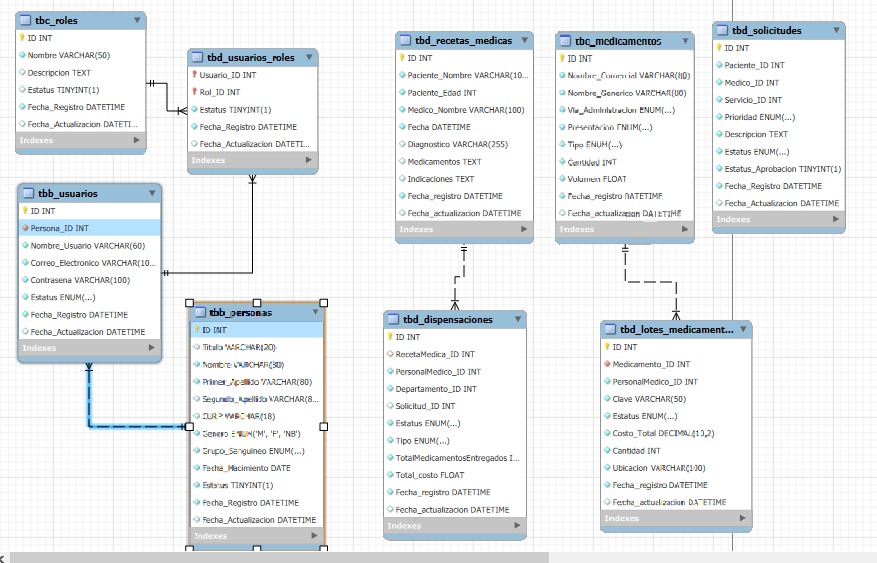 tbc_roles
ID INT
Nombre VARCHAR(50)
Descripcion TEXT
Estatus TINYINT(1)
Fecha_Registro DATETIME
Fecha_Actualizacion DATETI...
Indexes
tbd_usuarios_roles
Usuario_ID INT
Rol_ID INT
Estatus TINYINT(1)
Fecha_Registro DATETIME
Fecha_Actualizacion DATETI...
Indexes
tbd_recetas_medicas
ID INT
Paciente_Nombre VARCHAR(10...
Paciente_Edad INT
Medico_Nombre VARCHAR(100)
Fecha DATETIME
Diagnostico VARCHAR(255)
Medicamentos TEXT
Indicaciones TEXT
Fecha_registro DATETIME
Fecha_actualizacion DATETIME
Indexes
tbc_medicamentos
ID INT
Nombre_Comercial VARCHAR(80)
Nombre_Generico VARCHAR(80)
Via_Administracion ENUM(...)
Presentacion ENUM(...)
Tipo ENUM(...)
Cantidad INT
Volumen FLOAT
Fecha_registro DATETIME
Fecha_actualizacion DATETIME
Indexes
tbd_solicitudes
ID INT
Paciente_ID INT
Medico_ID INT
Servicio_ID INT
Prioridad ENUM(...)
Descripcion TEXT
Estatus ENUM(...)
Estatus_Aprobacion TINYINT(1)
Fecha_Registro DATETIME
Fecha_Actualizacion DATETIME
Indexes
tbb_usuarios
ID INT
Persona_ID INT
Nombre_Usuario VARCHAR(60)
Correo_Electronico VARCHAR(10...
Contrasena VARCHAR(100)
Estatus ENUM(...)
Fecha_Registro DATETIME
Fecha_Actualizacion DATETIME
Indexes
tbb_personas
ID INT
Titulo VARCHAR(20)
Nombre VARCHAR(80)
Primer_Apellido VARCHAR(80)
Segundo_Apellido VARCHAR(8...
CURP VARCHAR(18)
Genero ENUM('M', 'F', 'NB')
Grupo_Sanguineo ENUM(...)
Fecha_Nacimiento DATE
Estatus TINYINT(1)
Fecha_Registro DATETIME
Fecha_Actualizacion DATETIME
Indexes
tbd_dispensaciones
ID INT
RecetaMedica_ID INT
PersonalMedico_ID INT
Departamento_ID INT
Solicitud_ID INT
Estatus ENUM(...)
Tipo ENUM(...)
TotalMedicamentosEntregados I...
Total_costo FLOAT
Fecha_registro DATETIME
Fecha_actualizacion DATETIME
Indexes
tbd_lotes_medicament...
ID INT
Medicamento_ID INT
PersonalMedico_ID INT
Clave VARCHAR(50)
Estatus ENUM(...)
Costo_Total DECIMAL(10,2)
Cantidad INT
Ubicacion VARCHAR(100)
Fecha_registro DATETIME
Fecha_actualizacion DATETIME
Indexes